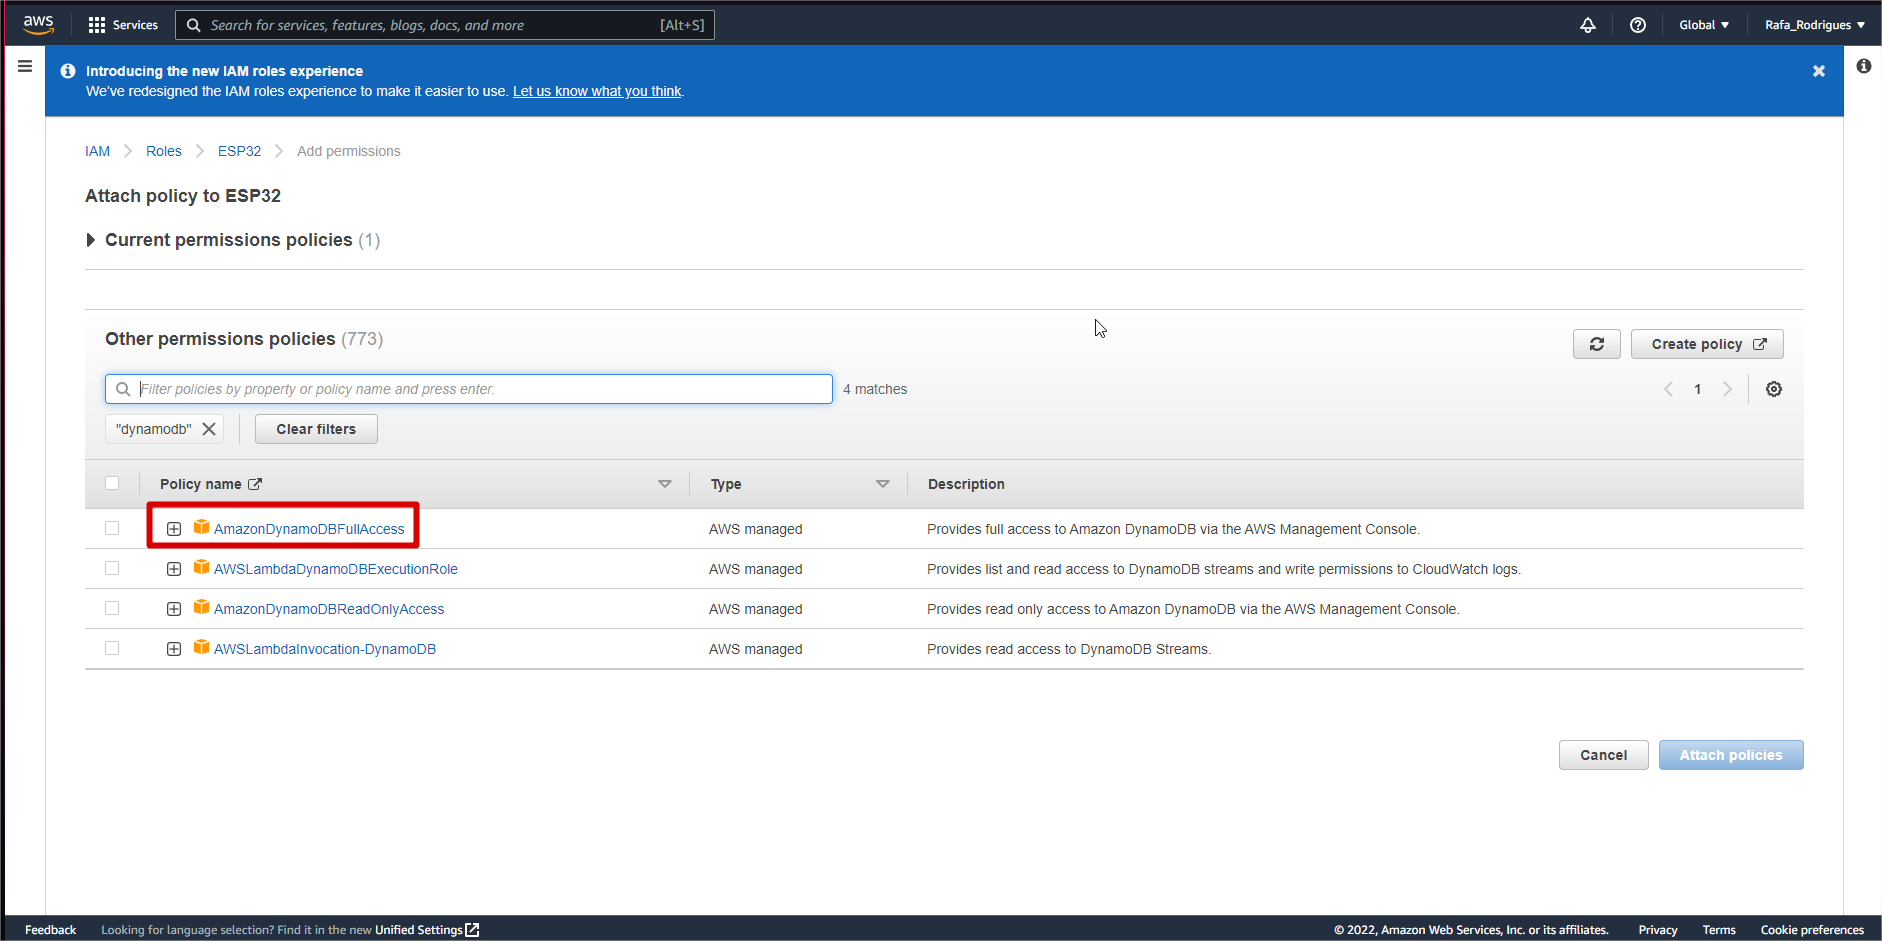 aws
Services
Search for services, features, blogs, docs, and more
[Alt+S]
Global
Rafa_Rodrigues
Introducing the new IAM roles experience
We've redesigned the IAM roles experience to make it easier to use. Let us know what you think.
IAM
Roles
ESP32
Add permissions
Attach policy to ESP32
Current permissions policies (1)
Other permissions policies (773)
Create policy
Filter policies by property or policy name and press enter.
4 matches
1
"dynamodb"
Clear filters
Policy name
Type
Description
AmazonDynamoDBFullAccess
AWS managed
Provides full access to Amazon DynamoDB via the AWS Management Console.
AWSLambdaDynamoDBExecutionRole
AWS managed
Provides list and read access to DynamoDB streams and write permissions to CloudWatch logs.
AmazonDynamoDBReadOnlyAccess
AWS managed
Provides read only access to Amazon DynamoDB via the AWS Management Console.
AWSLambdaInvocation-DynamoDB
AWS managed
Provides read access to DynamoDB Streams.
Cancel
Attach policies
Feedback
Looking for language selection? Find it in the new Unified Settings
© 2022, Amazon Web Services, Inc. or its affiliates.
Privacy
Terms
Cookie preferences